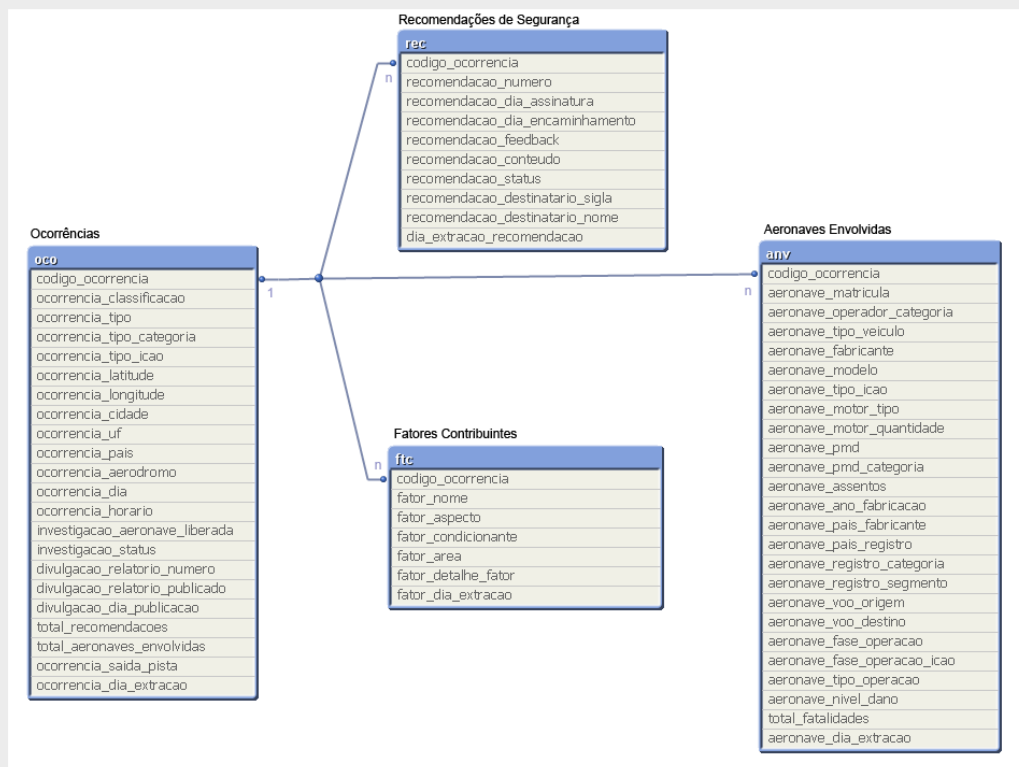 Recomendações de Segurança
rec
codigo_ocorrencia
recomendacao_numero
recomendacao_dia_assinatura
recomendacao_dia_encaminhamento
recomendacao_feedback
recomendacao_conteudo
recomendacao_status
recomendacao_destinatario_sigla
recomendacao_destinatario_nome
dia_extracao_recomendacao
n
Ocorrências
oco
codigo_ocorrencia
ocorrencia_classificacao
ocorrencia_tipo
ocorrencia_tipo_categoria
ocorrencia_tipo_icao
ocorrencia_latitude
ocorrencia_longitude
ocorrencia_cidade
ocorrencia_uf
ocorrencia_pais
ocorrencia_aerodromo
ocorrencia_dia
ocorrencia_horario
investigacao_aeronave_liberada
investigacao_status
divulgacao_relatorio_numero
divulgacao_relatorio_publicado
divulgacao_dia_publicacao
total_recomendacoes
total_aeronaves_envolvidas
ocorrencia_saida_pista
ocorrencia_dia_extracao
1
Fatores Contribuintes
n
ftc
codigo_ocorrencia
fator_nome
fator_aspecto
fator_condicionante
fator_area
fator_detalhe_fator
fator_dia_extracao
Aeronaves Envolvidas
anv
n
codigo_ocorrencia
aeronave_matricula
aeronave_operador_categoria
aeronave_tipo_veiculo
aeronave_fabricante
aeronave_modelo
aeronave_tipo_icao
aeronave_motor_tipo
aeronave_motor_quantidade
aeronave_pmd
aeronave_pmd_categoria
aeronave_assentos
aeronave_ano_fabricacao
aeronave_pais_fabricante
aeronave_pais_registro
aeronave_registro_categoria
aeronave_registro_segmento
aeronave_voo_origem
aeronave_voo_destino
aeronave_fase_operacao
aeronave_fase_operacao_icao
aeronave_tipo_operacao
aeronave_nivel_dano
total_fatalidades
aeronave_dia_extracao